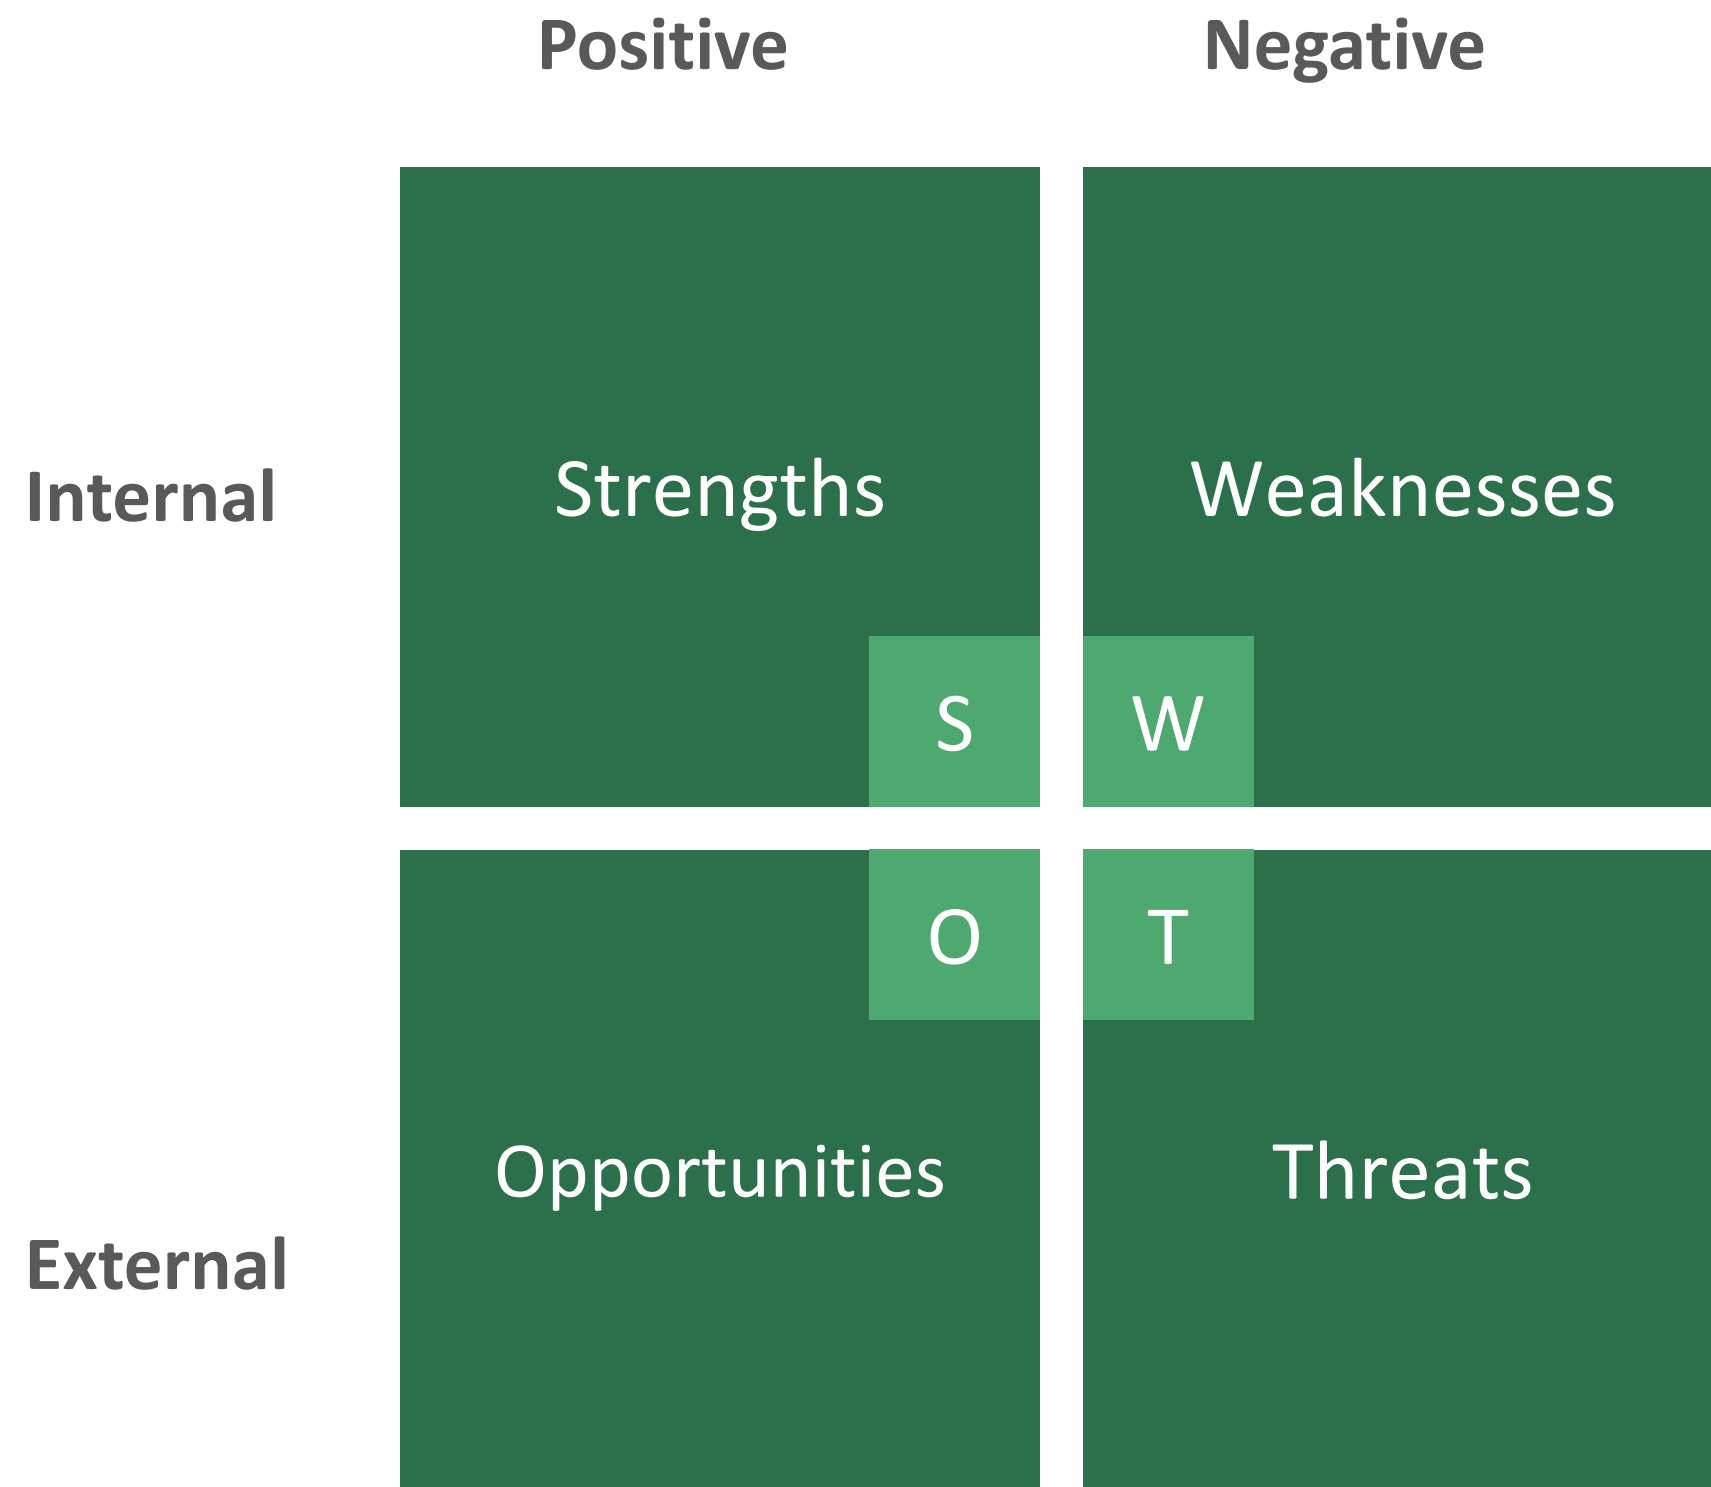 Positive Negative
Internal Strengths Weaknesses
S W
O T
Opportunities Threats
External